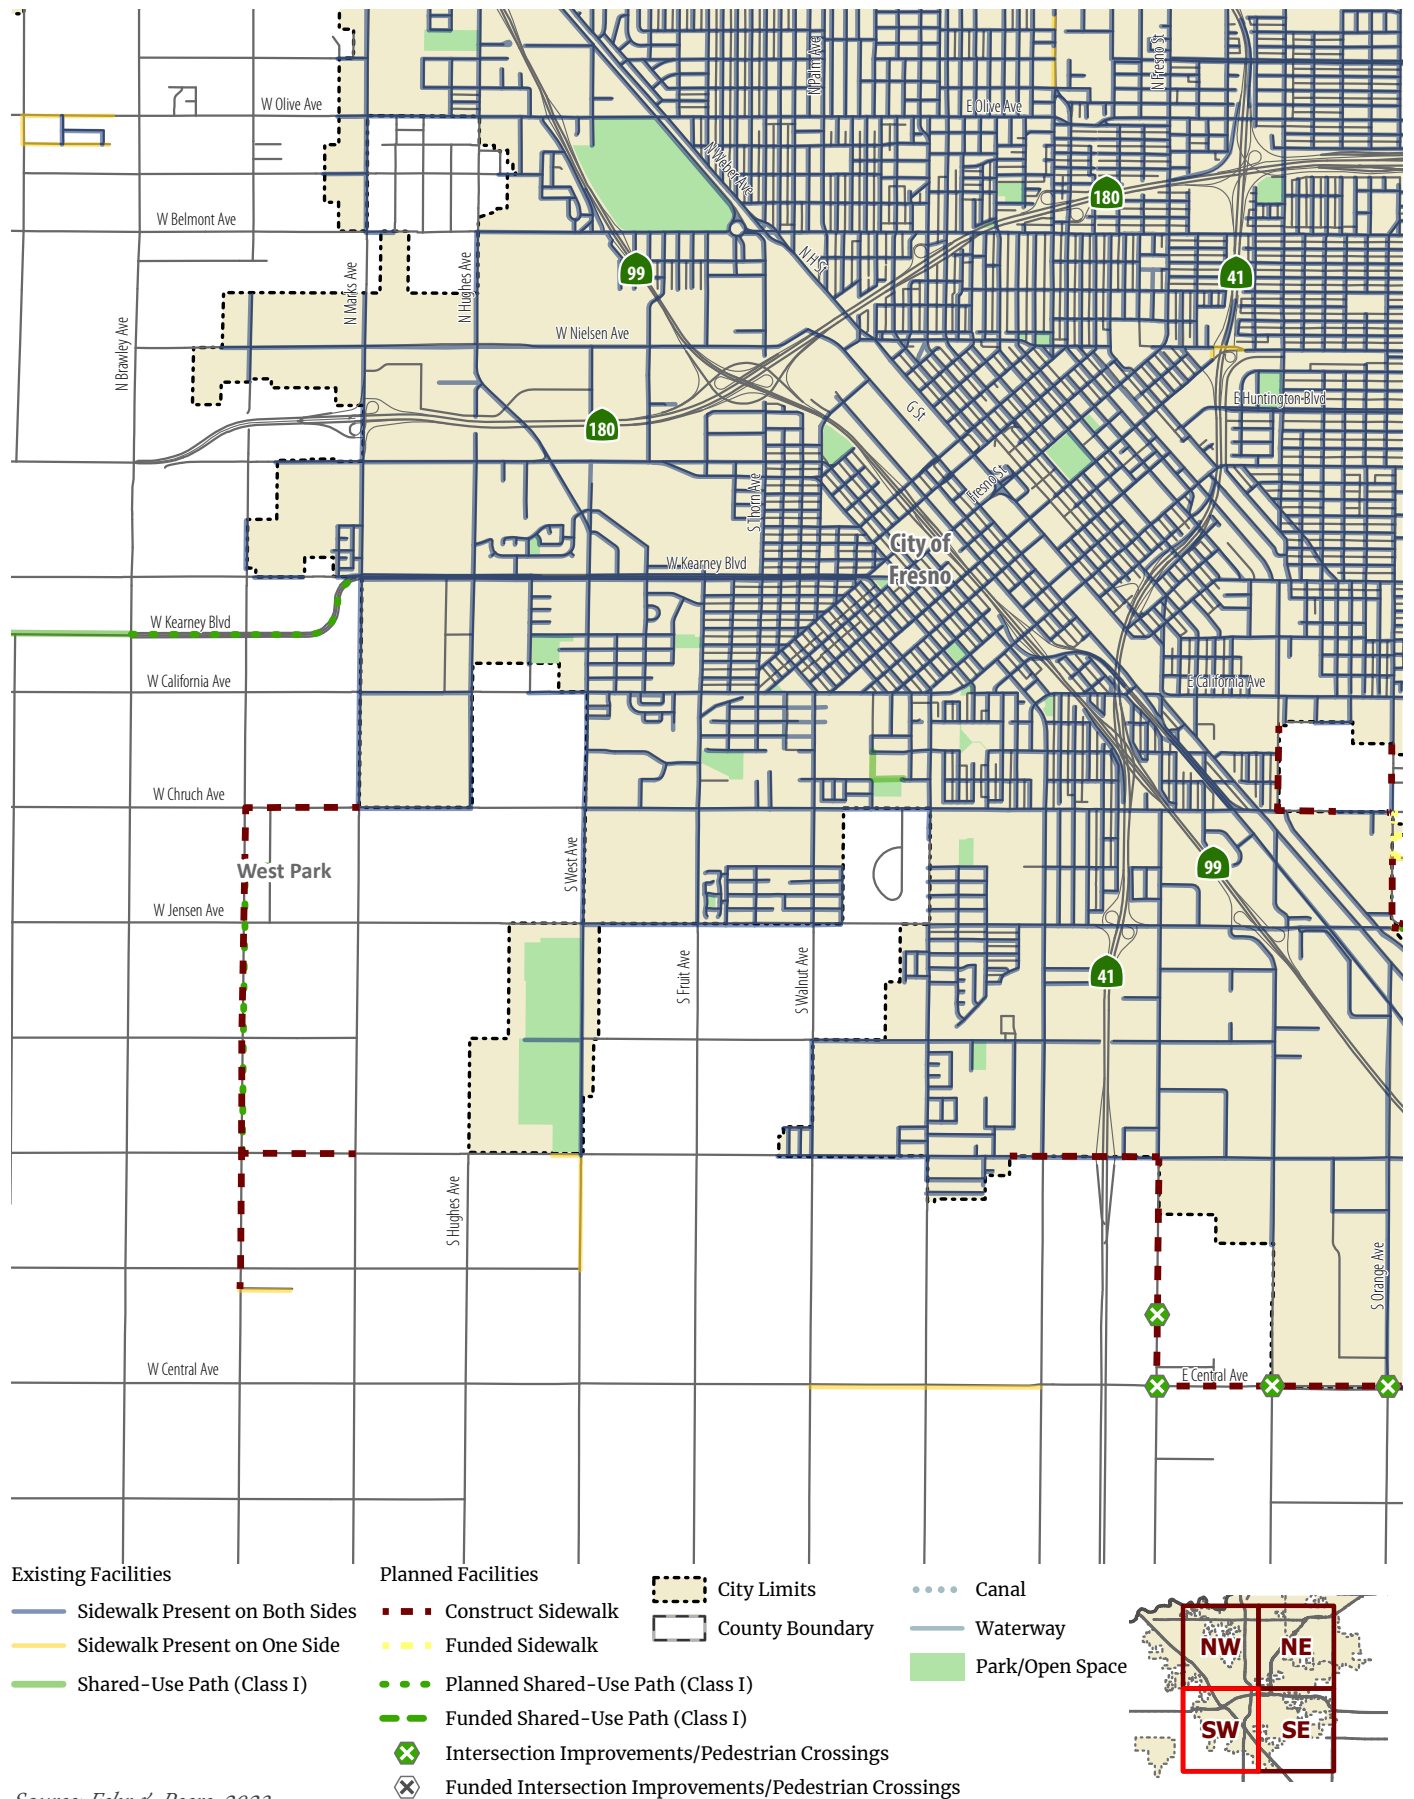 N Palm Ave
N Fresno St
W Olive Ave
E Olive Ave
N Weber Ave
180
W Belmont Ave
N H St
99
41
N Marks Ave
N Hughes Ave
N Brawley Ave
W Nielsen Ave
E Huntington Blvd
G St
180
Fresno St
S Thorn Ave
City of
Fresno
W Kearney Blvd
W Kearney Blvd
W California Ave
E California Ave
W Chruch Ave
West Park
S West Ave
99
W Jensen Ave
S Fruit Ave
S Walnut Ave
41
S Hughes Ave
S Orange Ave
W Central Ave
E Central Ave
Existing Facilities
Sidewalk Present on Both Sides
Sidewalk Present on One Side
Shared-Use Path (Class I)
Planned Facilities
Construct Sidewalk
Funded Sidewalk
Planned Shared-Use Path (Class I)
Funded Shared-Use Path (Class I)
Intersection Improvements/Pedestrian Crossings
Funded Intersection Improvements/Pedestrian Crossings
City Limits
County Boundary
Canal
Waterway
Park/Open Space
NW
NE
SW
SE